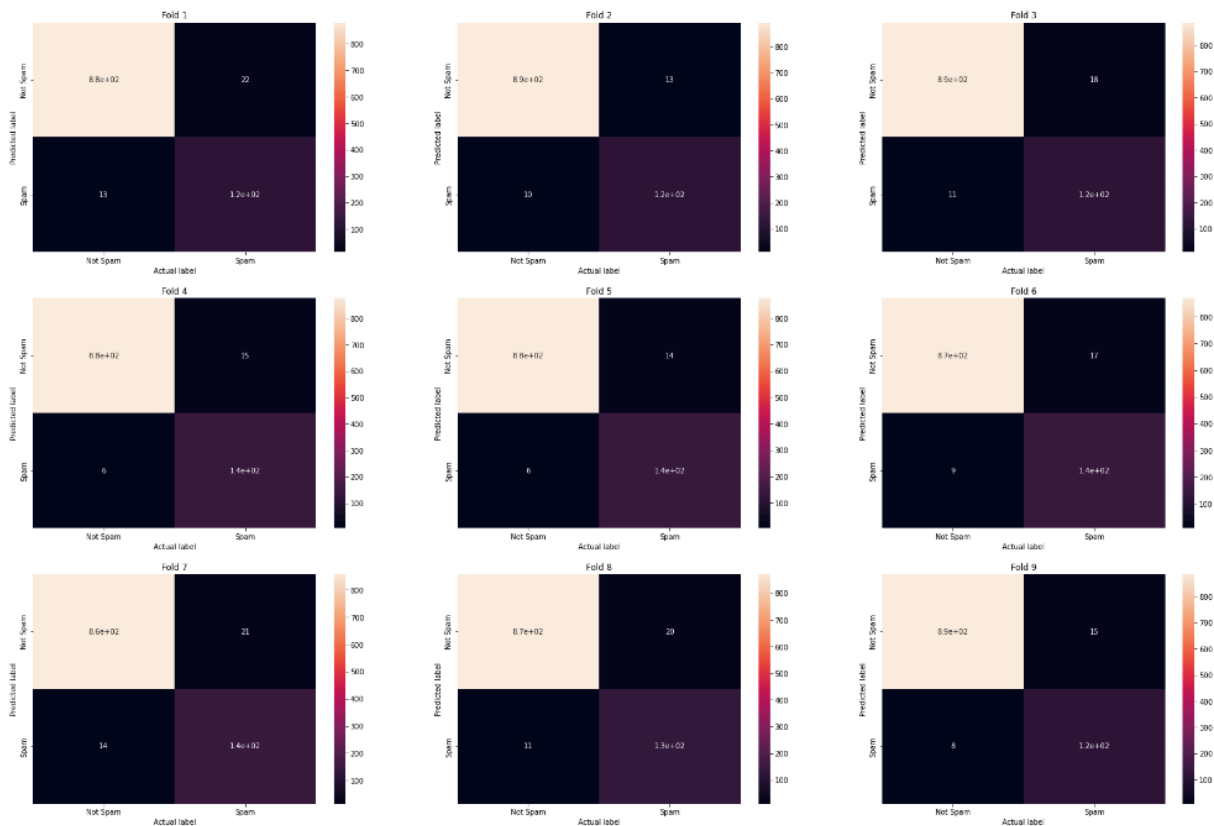 Fold 1
Not Spam
Spam
Predicted label
8.8e+02
22
13
1.2e+02
Not Spam
Spam
Actual label
800
700
600
500
400
300
200
100
Fold 2
Not Spam
Spam
Predicted label
8.9e+02
13
10
1.2e+02
Not Spam
Spam
Actual label
800
700
600
500
400
300
200
100
Fold 3
Not Spam
Spam
Predicted label
8.9e+02
18
11
1.2e+02
Not Spam
Spam
Actual label
800
700
600
500
400
300
200
100
Fold 4
Not Spam
Spam
Predicted label
8.8e+02
15
6
1.4e+02
Not Spam
Spam
Actual label
800
700
600
500
400
300
200
100
Fold 5
Not Spam
Spam
Predicted label
8.8e+02
14
6
1.4e+02
Not Spam
Spam
Actual label
800
700
600
500
400
300
200
100
Fold 6
Not Spam
Spam
Predicted label
8.7e+02
17
9
1.4e+02
Not Spam
Spam
Actual label
800
700
600
500
400
300
200
100
Fold 7
Not Spam
Spam
Predicted label
8.6e+02
21
14
1.4e+02
Not Spam
Spam
Actual label
800
700
600
500
400
300
200
100
Fold 8
Not Spam
Spam
Predicted label
8.7e+02
20
11
1.3e+02
Not Spam
Spam
Actual label
800
700
600
500
400
300
200
100
Fold 9
Not Spam
Spam
Predicted label
8.9e+02
15
8
1.2e+02
Not Spam
Spam
Actual label
800
700
600
500
400
300
200
100